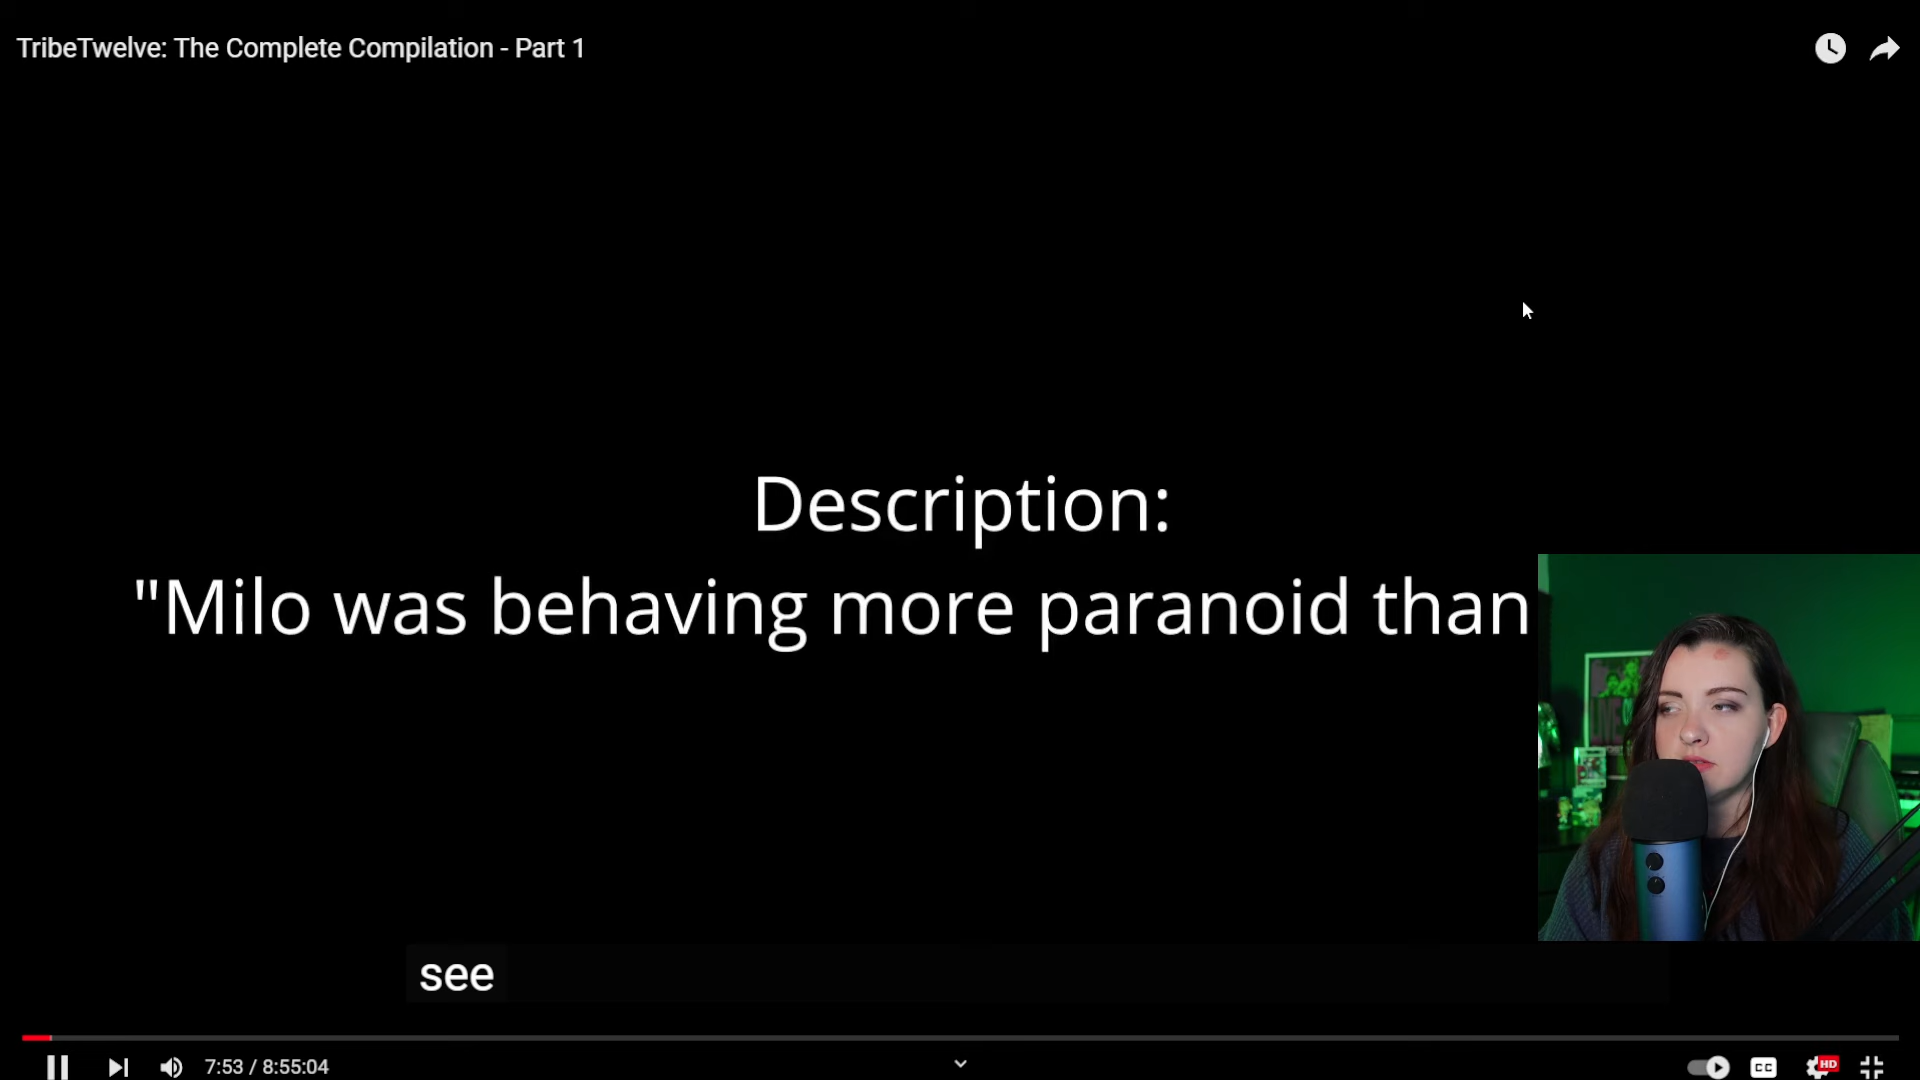 TribeTwelve: The Complete Compilation - Part 1
Description:
"Milo was behaving more paranoid than
see
7:53 / 8:55:04
CC
HD